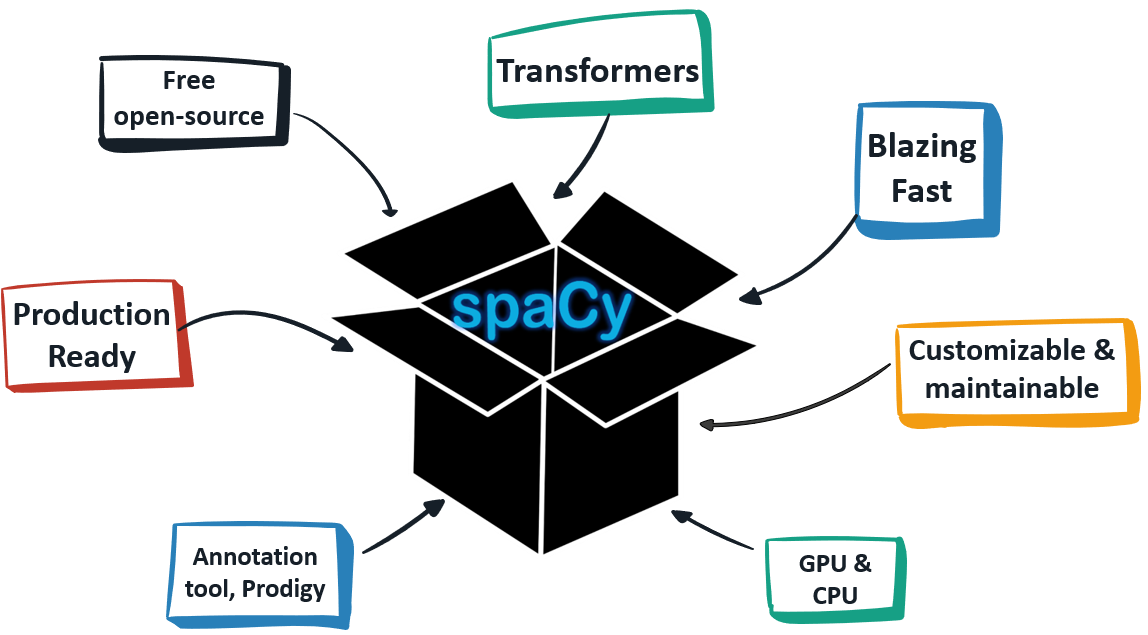 Free
open-source
Transformers
Blazing
Fast
spaCy
Production
Ready
Customizable &
maintainable
Annotation
tool, Prodigy
GPU &
CPU